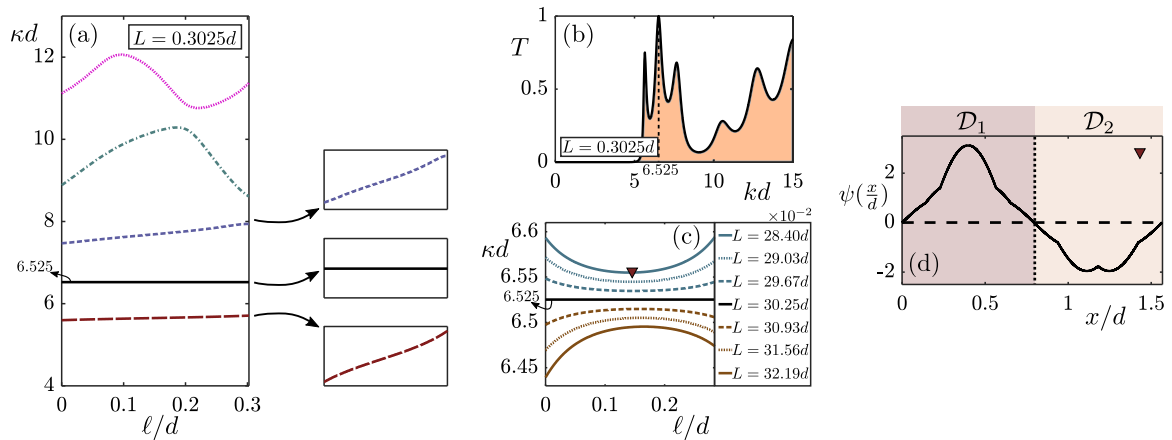 (a)
L = 0.3025d
κd
12
10
8
6.525
6
4
0
0.1
0.2
0.3
ℓ/d
(b)
T
1
0.5
0
L = 0.3025d
0
5
6.525
10
15
kd
(c)
×10⁻²
κd
6.6
6.55
6.525
6.5
6.45
0
0.2
ℓ/d
L = 28.40d
L = 29.03d
L = 29.67d
L = 30.25d
L = 30.93d
L = 31.56d
L = 32.19d
𝒟₁
𝒟₂
ψ(x/d)
2
0
-2
(d)
0
0.5
1
1.5
x/d